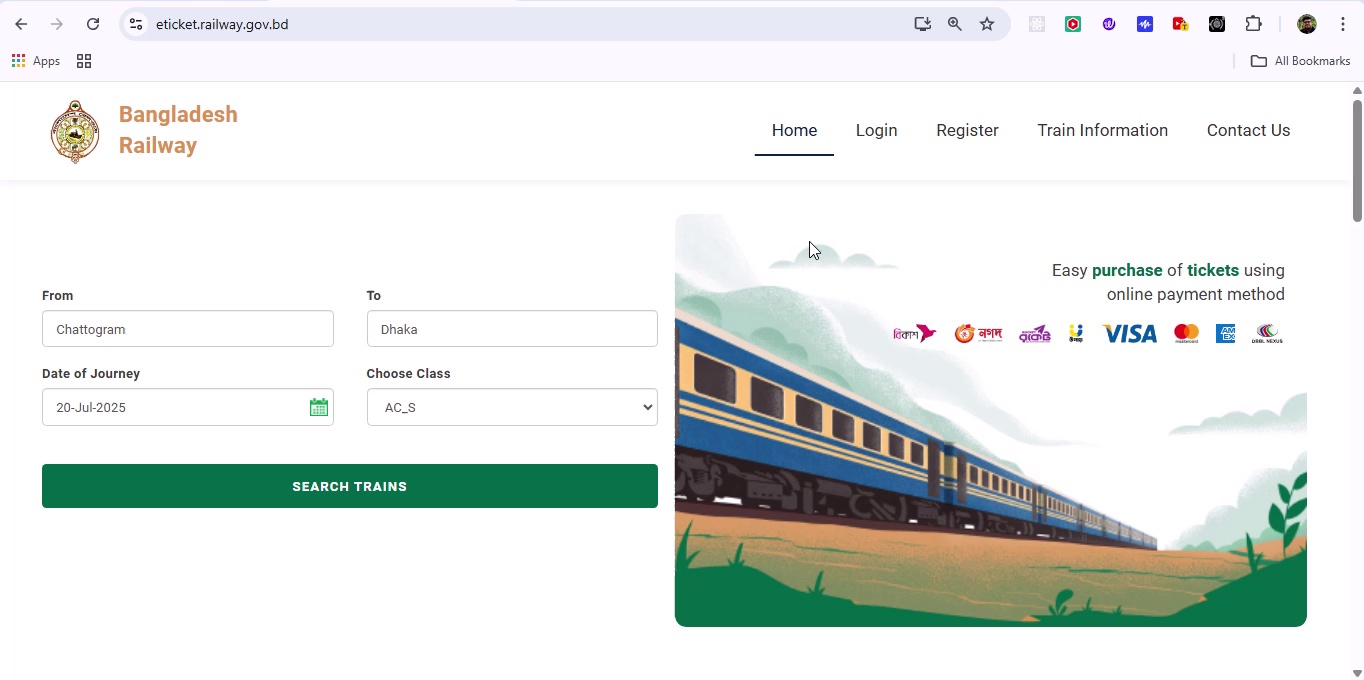 eticket.railway.gov.bd
Apps
All Bookmarks
Bangladesh
Railway
Home
Login
Register
Train Information
Contact Us
Easy purchase of tickets using
online payment method
বিকাশ
নগদ
VISA
mastercard
AM
EX
DBBL NEXUS
From
To
Chattogram
Dhaka
Date of Journey
Choose Class
20-Jul-2025
AC_S
SEARCH TRAINS